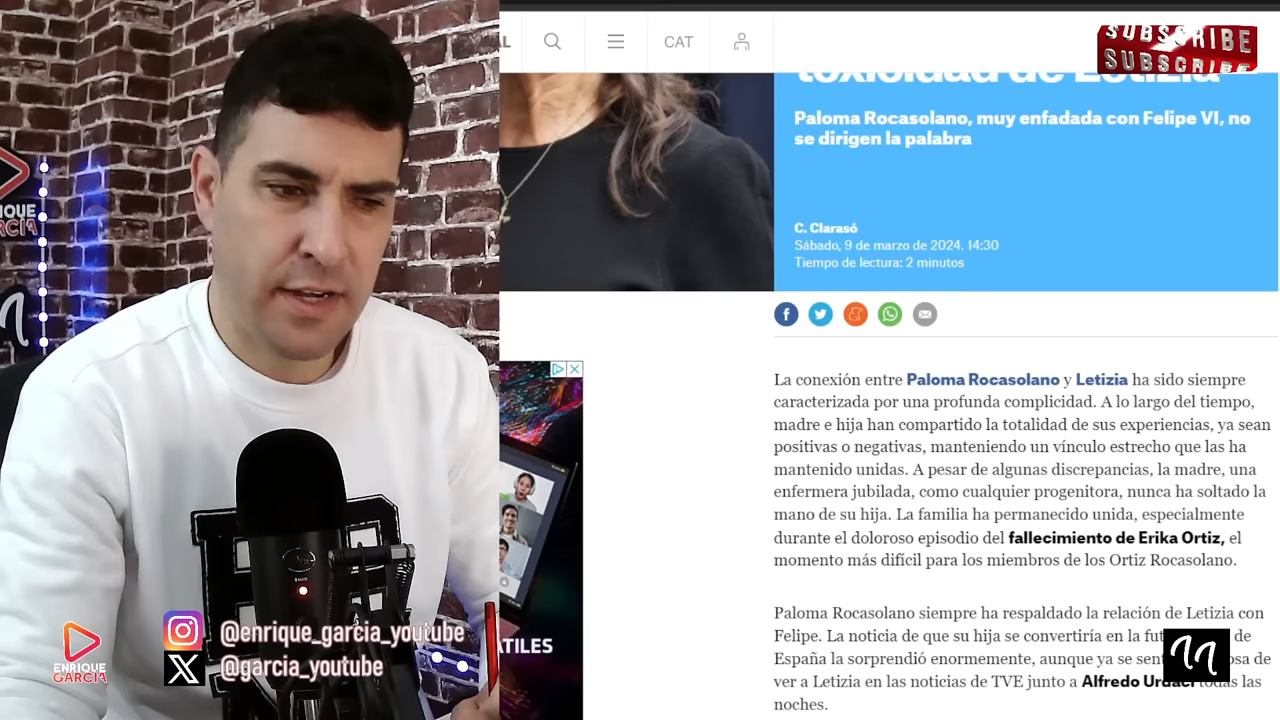 CAT
SUBSCRIBE
SUBSCRIBE
toxicidad de Letizia
Paloma Rocasolano, muy enfadada con Felipe VI, no
se dirigen la palabra
C. Clarasó
Sábado, 9 de marzo de 2024. 14:30
Tiempo de lectura: 2 minutos
La conexión entre Paloma Rocasolano y Letizia ha sido siempre
caracterizada por una profunda complicidad. A lo largo del tiempo,
madre e hija han compartido la totalidad de sus experiencias, ya sean
positivas o negativas, manteniendo un vínculo estrecho que las ha
mantenido unidas. A pesar de algunas discrepancias, la madre, una
enfermera jubilada, como cualquier progenitora, nunca ha soltado la
mano de su hija. La familia ha permanecido unida, especialmente
durante el doloroso episodio del fallecimiento de Erika Ortiz, el
momento más difícil para los miembros de los Ortiz Rocasolano.
Paloma Rocasolano siempre ha respaldado la relación de Letizia con
Felipe. La noticia de que su hija se convertiría en la de
España la sorprendió enormemente, aunque ya se de
ver a Letizia en las noticias de TVE junto a Alfredo Urdaci todas las
noches.
ENRIQUE
GARCIA
@enrique_garcia_youtube
@garcia_youtube